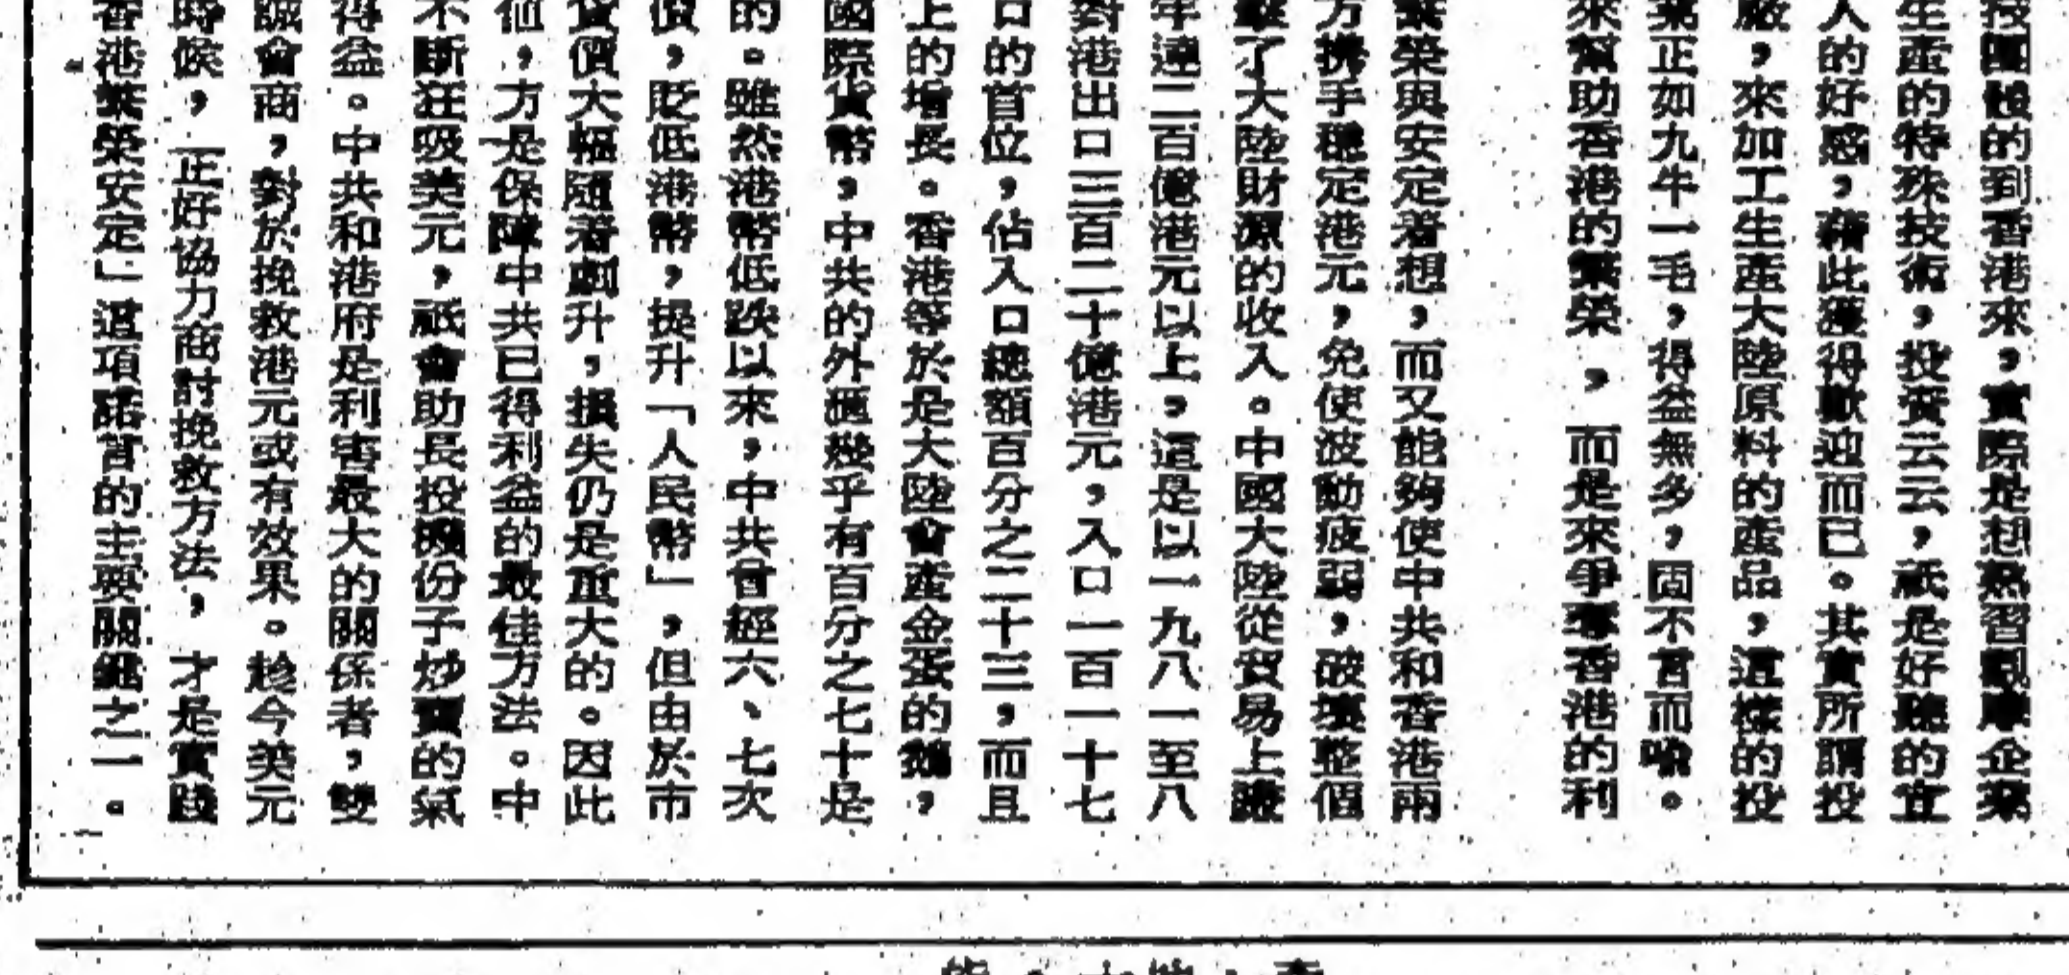 技團體的到香港來，實際是想熟習觀摩企業
生產的特殊技術，投資云云，祇是好聽的宣
人的好感，藉此獲得歡迎而已。其實所謂投
廠，來加工生產大陸原料的產品，這樣的投
業正如九牛一毛，得益無多，固不言而喻。
來幫助香港的繁榮，而是來爭奪香港的利
繁榮與安定着想，而又能夠使中共和香港兩
方携手穩定港元，免使波動疲弱，破壞整個
了大陸財源的收入。中國大陸從貿易上
年達二百億港元以上，這是以一九八一至八
對港出口三百二十億港元，入口一百一十七
口的首位，佔入口總額百分之二十三，而且
上的增長。香港等於是大陸會產金蛋的鵝，
國際貨幣，中共的外匯幾乎有百分之七十是
的。雖然港幣低跌以來，中共曾經六、七次
價，貶低港幣，提升「人民幣」，但由於市
貨價大幅隨着劇升，損失仍是重大的。因此
值，方是保障中共已得利益的最佳方法。中
不斷狂吸美元，祇會助長投機份子炒賣的氣
得益。中共和港府是利害最大的關係者，雙
誠會商，對於挽救港元或有效果。趁今美元
時候，正好協力商討挽救方法，才是實踐
香港繁榮安定」這項諾言的主要關鍵之一。